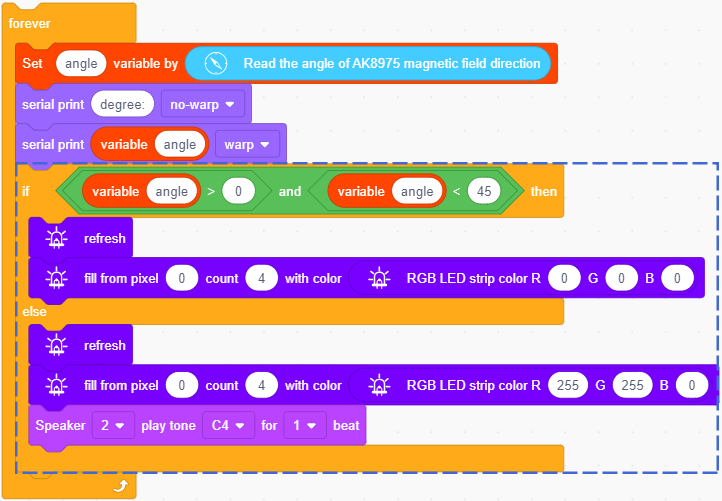 forever
Set angle variable by Read the angle of AK8975 magnetic field direction
serial print degree: no-warp
serial print variable angle warp
if variable angle > 0 and variable angle < 45 then
refresh
fill from pixel 0 count 4 with color RGB LED strip color R 0 G 0 B 0
else
refresh
fill from pixel 0 count 4 with color RGB LED strip color R 255 G 255 B 0
Speaker 2 play tone C4 for 1 beat